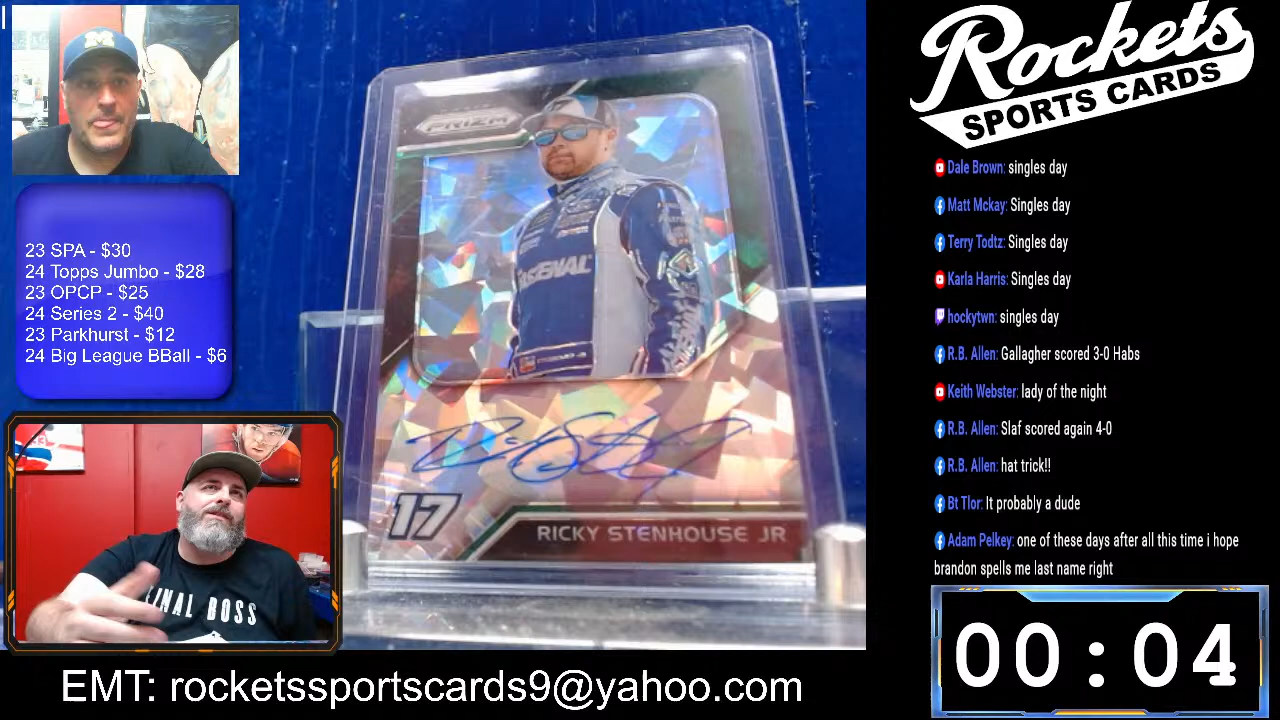 M
23 SPA - $30
24 Topps Jumbo - $28
23 OPCP - $25
24 Series 2 - $40
23 Parkhurst - $12
24 Big League BBall - $6
PRIZM
17
RICKY STENHOUSE JR
EMT: rocketssportscards9@yahoo.com
Rockets
SPORTS CARDS
Dale Brown: singles day
Matt Mckay: Singles day
Terry Todtz: Singles day
Karla Harris: Singles day
hockytwn: singles day
R.B. Allen: Gallagher scored 3-0 Habs
Keith Webster: lady of the night
R.B. Allen: Slaf scored again 4-0
R.B. Allen: hat trick!!
Bt Tlor: It probably a dude
Adam Pelkey: one of these days after all this time i hope
brandon spells me last name right
00:04